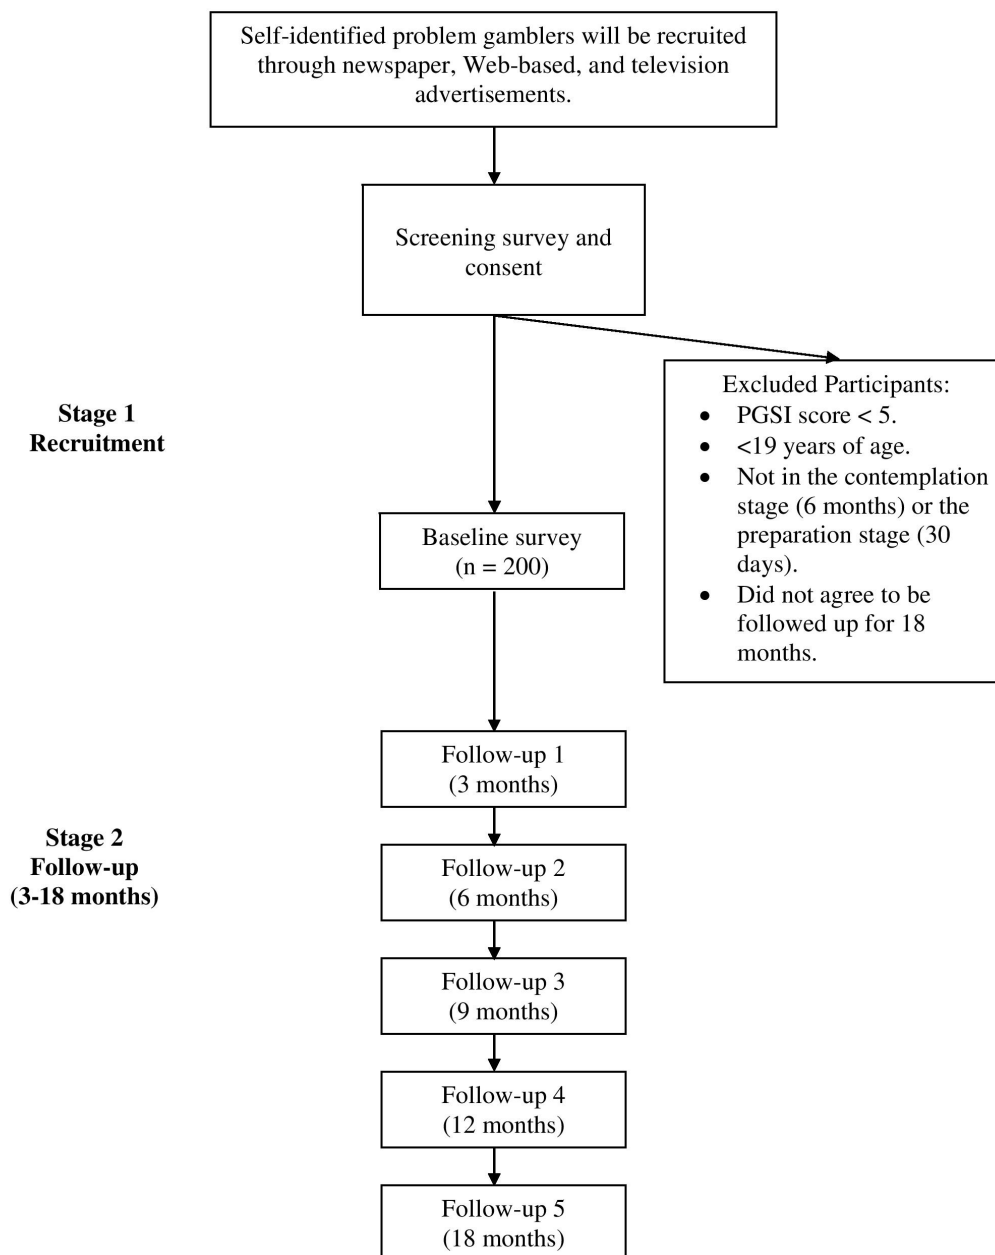 Self-identified problem gamblers will be recruited
through newspaper, Web-based, and television
advertisements.
Screening survey and
consent
Stage 1
Recruitment
Excluded Participants:
• PGSI score < 5.
• <19 years of age.
• Not in the contemplation
stage (6 months) or the
preparation stage (30
days).
• Did not agree to be
followed up for 18
months.
Baseline survey
(n = 200)
Stage 2
Follow-up
(3-18 months)
Follow-up 1
(3 months)
Follow-up 2
(6 months)
Follow-up 3
(9 months)
Follow-up 4
(12 months)
Follow-up 5
(18 months)